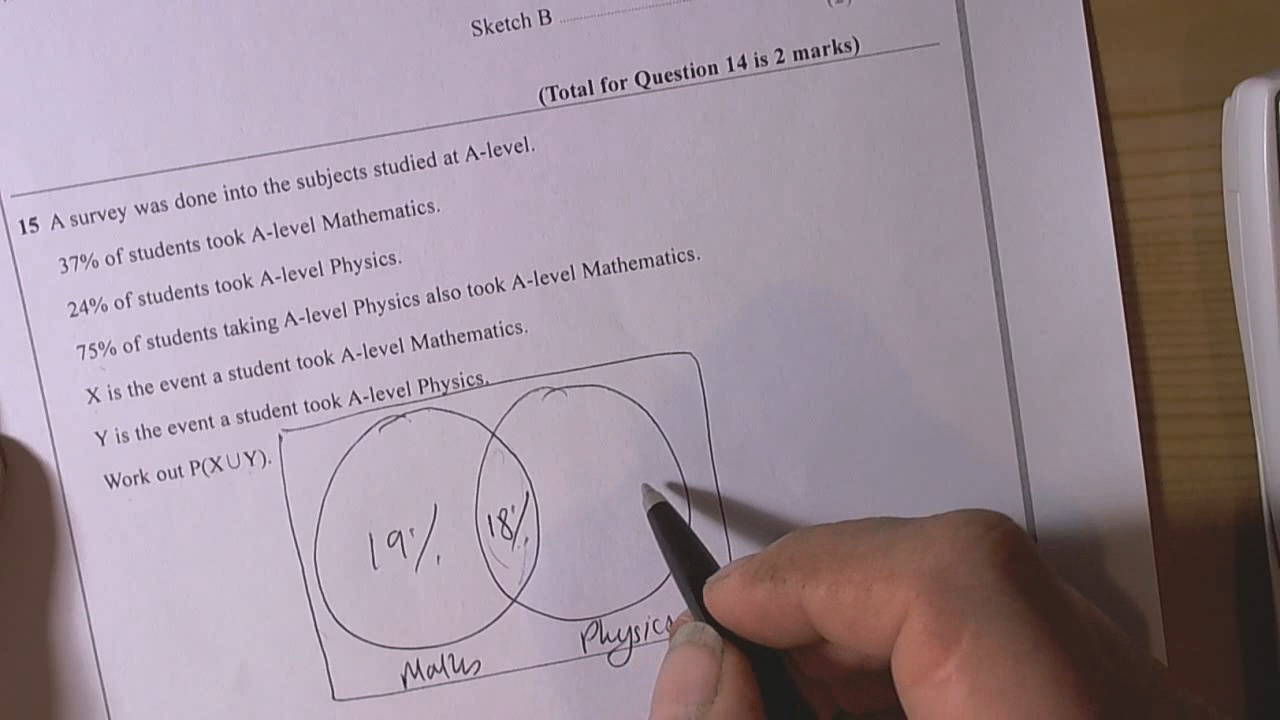 Sketch B
(Total for Question 14 is 2 marks)
15 A survey was done into the subjects studied at A-level.
37% of students took A-level Mathematics.
24% of students took A-level Physics.
75% of students taking A-level Physics also took A-level Mathematics.
X is the event a student took A-level Mathematics.
Y is the event a student took A-level Physics.
Work out P(X∪Y).
19% 18%
Maths
Physics